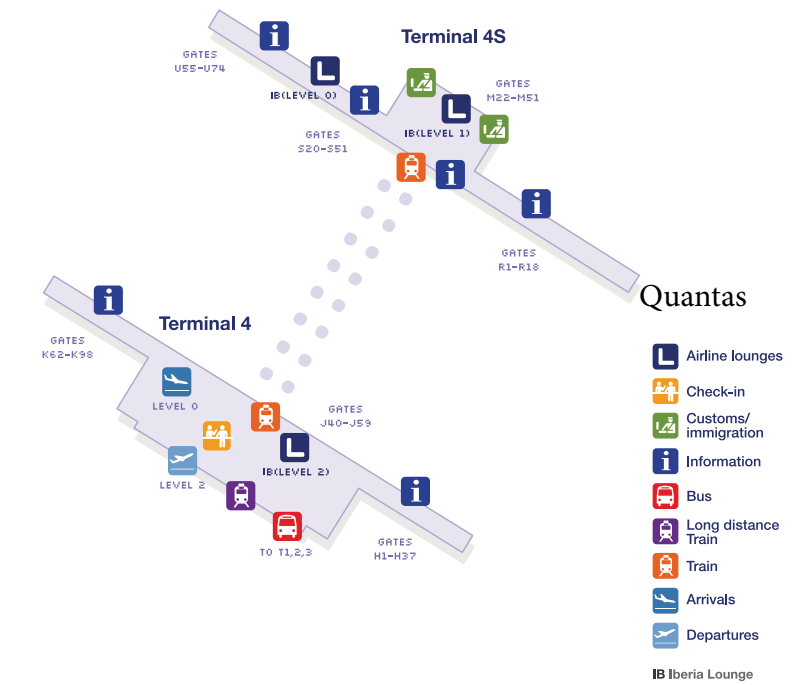 Terminal 4S
GATES
U55-U74
IB(LEVEL 0)
GATES
M22-M51
IB(LEVEL 1)
GATES
S20-S51
GATES
R1-R18
Quantas
Terminal 4
GATES
K62-K98
LEVEL 0
GATES
J40-J59
IB(LEVEL 2)
LEVEL 2
TO T1,2,3
GATES
H1-H37
Airline lounges
Check-in
Customs/
immigration
Information
Bus
Long distance
Train
Train
Arrivals
Departures
IB Iberia Lounge